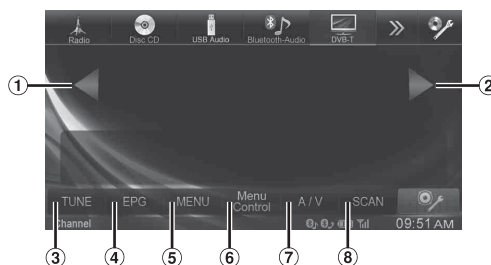 Radio Disc CD USB Audio Bluetooth-Audio DVB-T
1 2
TUNE EPG MENU Menu Control A / V SCAN
Channel 09:51 AM
3 4 5 6 7 8